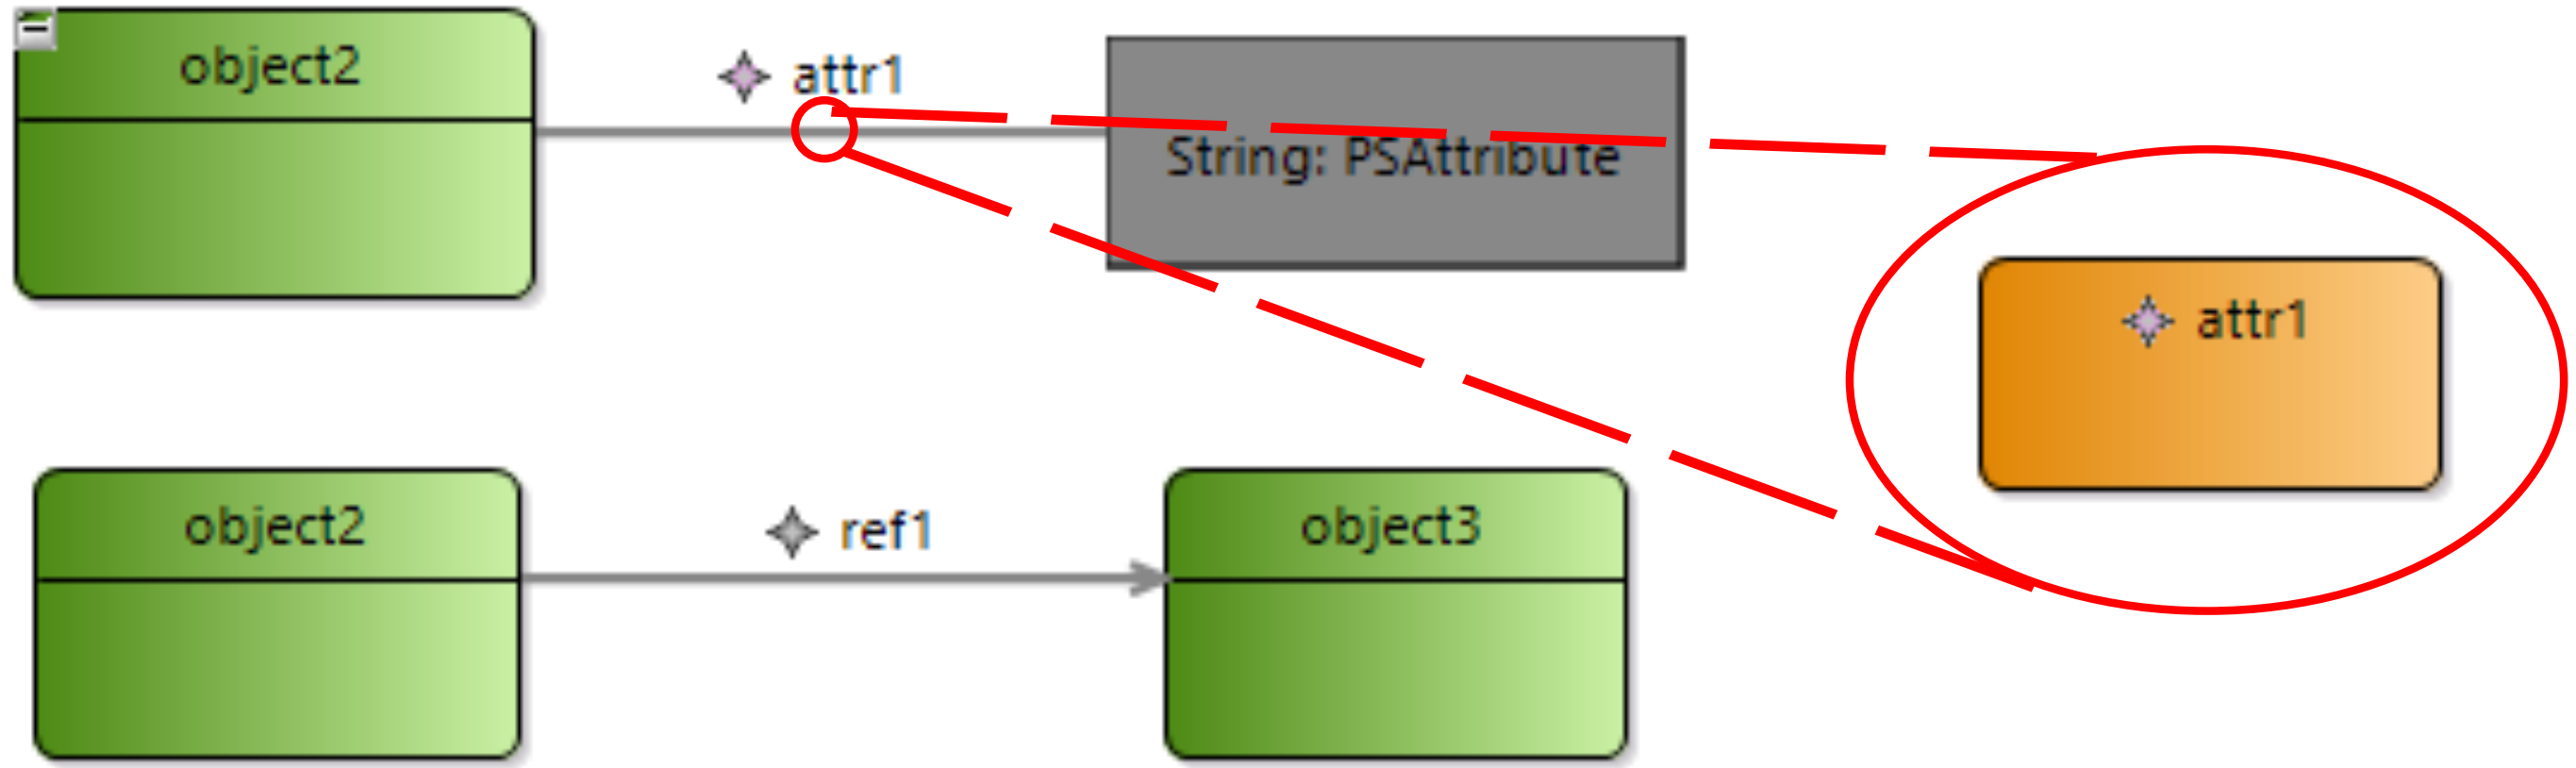 object2
attr1
String: PSAttribute
attr1
object2
ref1
object3